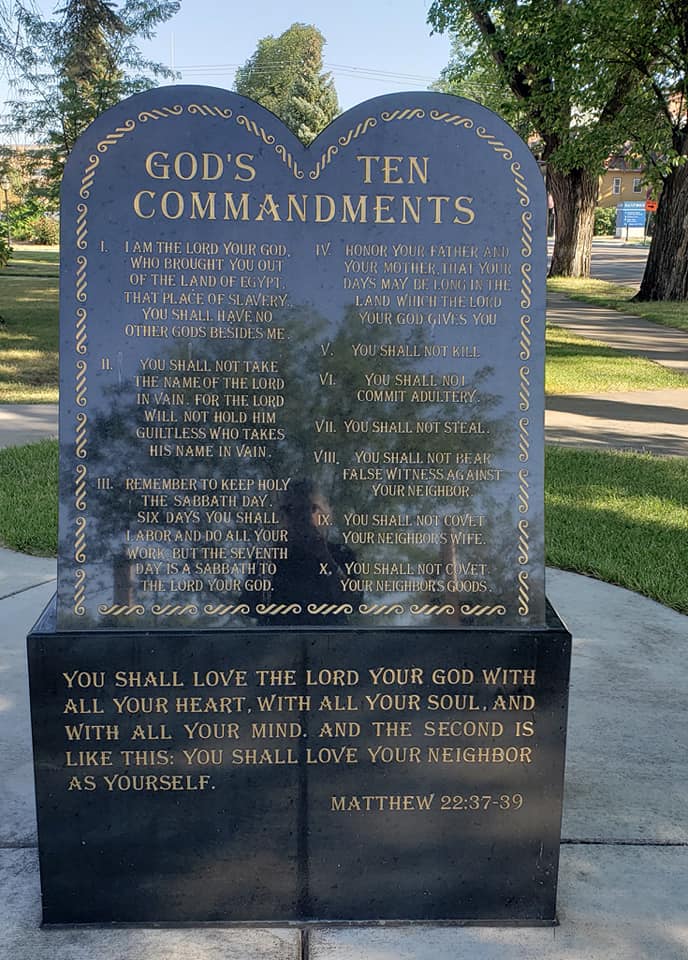 GOD'S TEN
COMMANDMENTS
I. I AM THE LORD YOUR GOD,
WHO BROUGHT YOU OUT
OF THE LAND OF EGYPT,
THAT PLACE OF SLAVERY.
YOU SHALL HAVE NO
OTHER GODS BESIDES ME.
II. YOU SHALL NOT TAKE
THE NAME OF THE LORD
IN VAIN. FOR THE LORD
WILL NOT HOLD HIM
GUILTLESS WHO TAKES
HIS NAME IN VAIN.
III. REMEMBER TO KEEP HOLY
THE SABBATH DAY.
SIX DAYS YOU SHALL
LABOR AND DO ALL YOUR
WORK, BUT THE SEVENTH
DAY IS A SABBATH TO
THE LORD YOUR GOD.
IV. HONOR YOUR FATHER AND
YOUR MOTHER, THAT YOUR
DAYS MAY BE LONG IN THE
LAND WHICH THE LORD
YOUR GOD GIVES YOU
V. YOU SHALL NOT KILL
VI. YOU SHALL NOT
COMMIT ADULTERY.
VII. YOU SHALL NOT STEAL.
VIII. YOU SHALL NOT BEAR
FALSE WITNESS AGAINST
YOUR NEIGHBOR.
IX. YOU SHALL NOT COVET
YOUR NEIGHBOR'S WIFE.
X. YOU SHALL NOT COVET
YOUR NEIGHBOR'S GOODS.
YOU SHALL LOVE THE LORD YOUR GOD WITH
ALL YOUR HEART, WITH ALL YOUR SOUL, AND
WITH ALL YOUR MIND. AND THE SECOND IS
LIKE THIS: YOU SHALL LOVE YOUR NEIGHBOR
AS YOURSELF.
MATTHEW 22:37-39